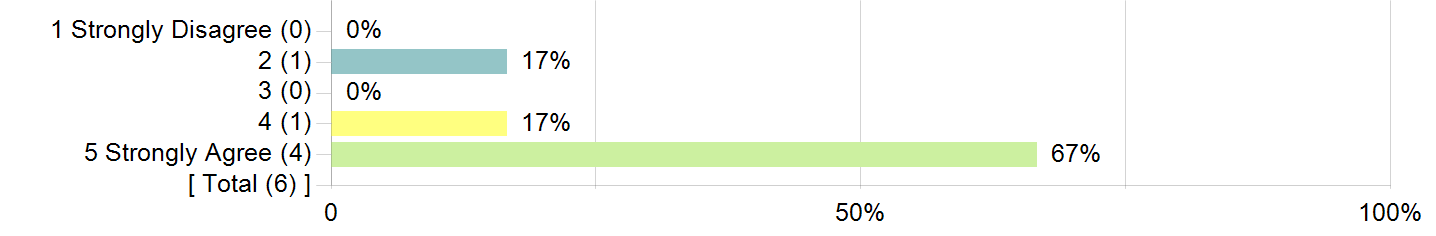 1 Strongly Disagree (0) 0%
2 (1) 17%
3 (0) 0%
4 (1) 17%
5 Strongly Agree (4) 67%
[ Total (6) ]
0 50% 100%